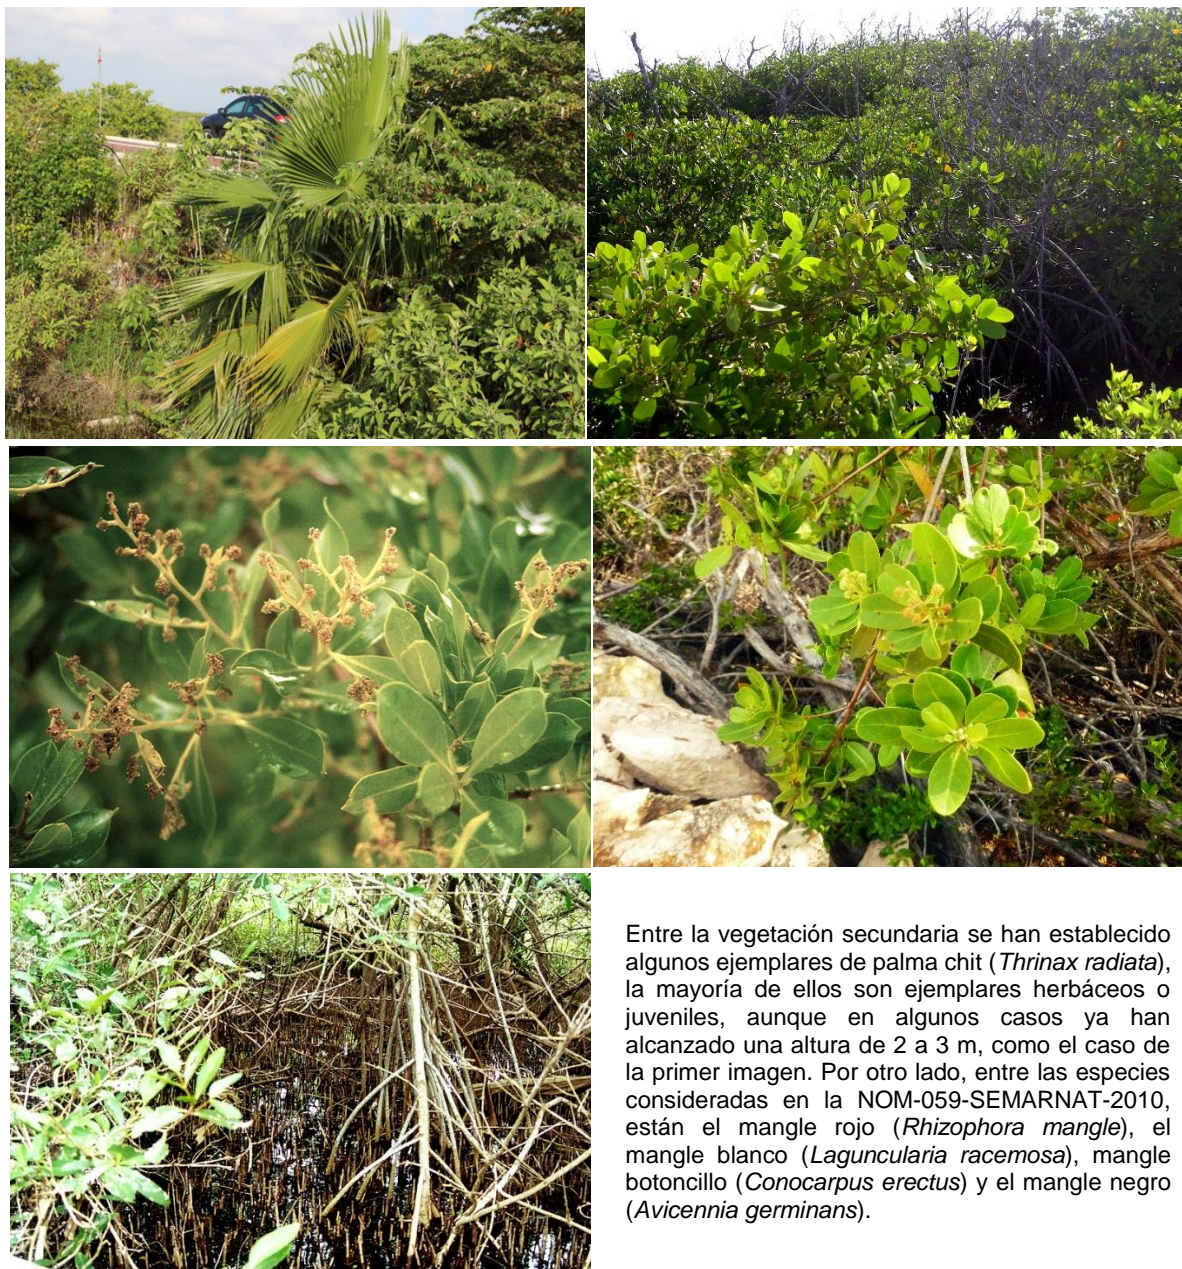 Entre la vegetación secundaria se han establecido
algunos ejemplares de palma chit (Thrinax radiata),
la mayoría de ellos son ejemplares herbáceos o
juveniles, aunque en algunos casos ya han
alcanzado una altura de 2 a 3 m, como el caso de
la primer imagen. Por otro lado, entre las especies
consideradas en la NOM-059-SEMARNAT-2010,
están el mangle rojo (Rhizophora mangle), el
mangle blanco (Laguncularia racemosa), mangle
botoncillo (Conocarpus erectus) y el mangle negro
(Avicennia germinans).